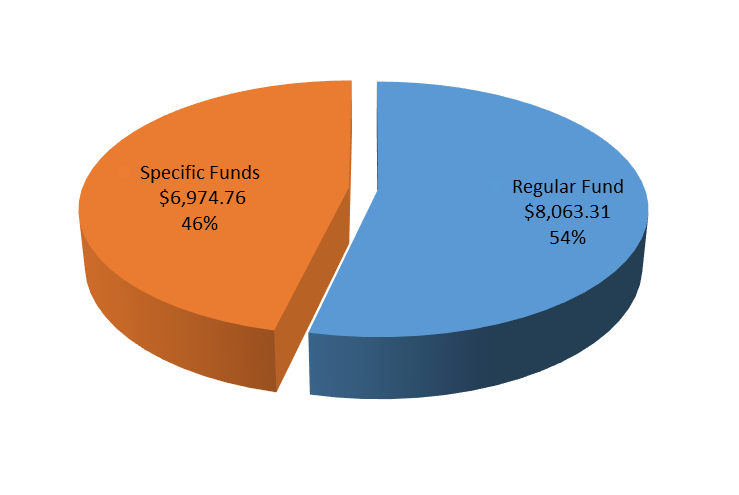 Specific Funds
$6,974.76
46%
Regular Fund
$8,063.31
54%